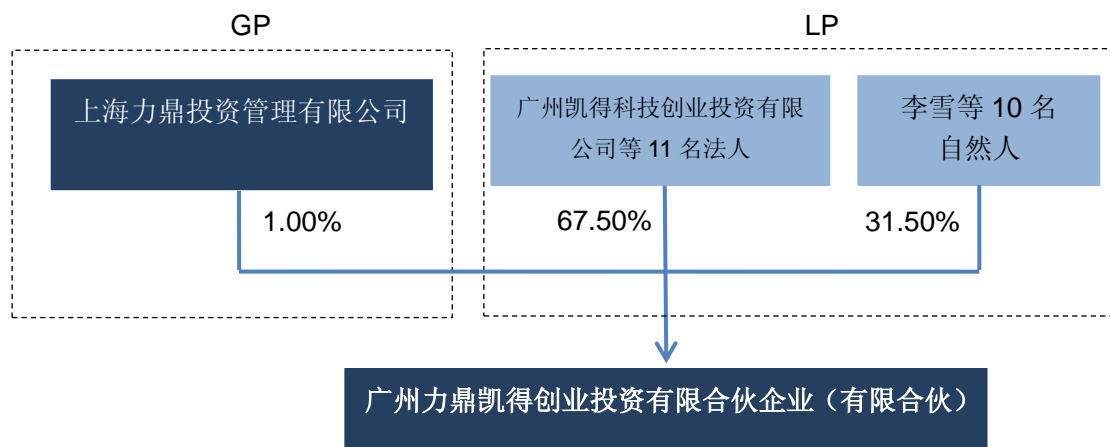 GP
LP
上海力鼎投资管理有限公司
广州凯得科技创业投资有限
公司等 11 名法人
李雪等 10 名
自然人
1.00%
67.50%
31.50%
广州力鼎凯得创业投资有限合伙企业（有限合伙）